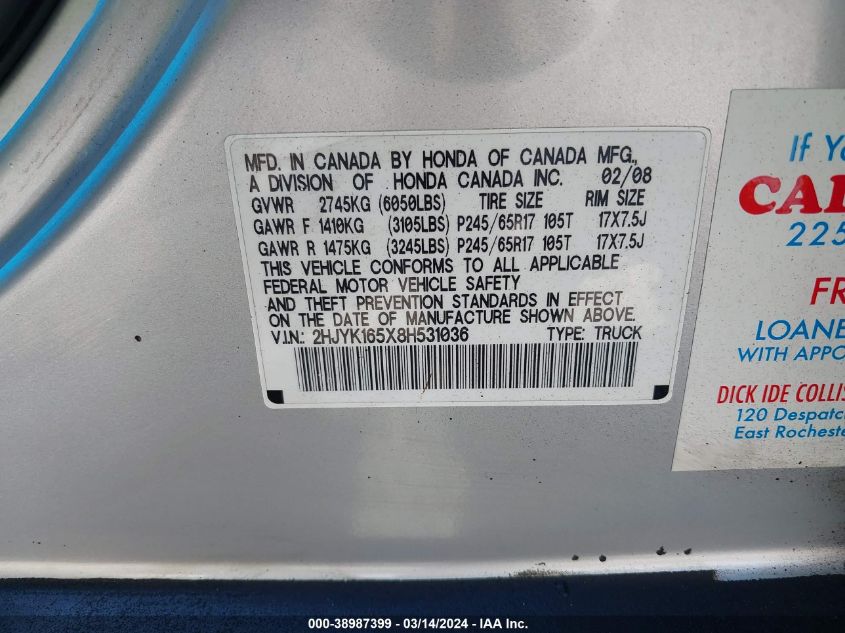 MFD. IN CANADA BY HONDA OF CANADA MFG.,
A DIVISION OF HONDA CANADA INC. 02/08
GVWR 2745KG (6050LBS) TIRE SIZE RIM SIZE
GAWR F 1410KG (3105LBS) P245/65R17 105T 17X7.5J
GAWR R 1475KG (3245LBS) P245/65R17 105T 17X7.5J
THIS VEHICLE CONFORMS TO ALL APPLICABLE
FEDERAL MOTOR VEHICLE SAFETY
AND THEFT PREVENTION STANDARDS IN EFFECT
ON THE DATE OF MANUFACTURE SHOWN ABOVE.
V.I.N.: 2HJYK165X8H531036 TYPE: TRUCK
If Yo
CAL
225
FR
LOANE
WITH APPO
DICK IDE COLLIS
120 Despatc
East Rocheste
000-38987399 - 03/14/2024 - IAA Inc.